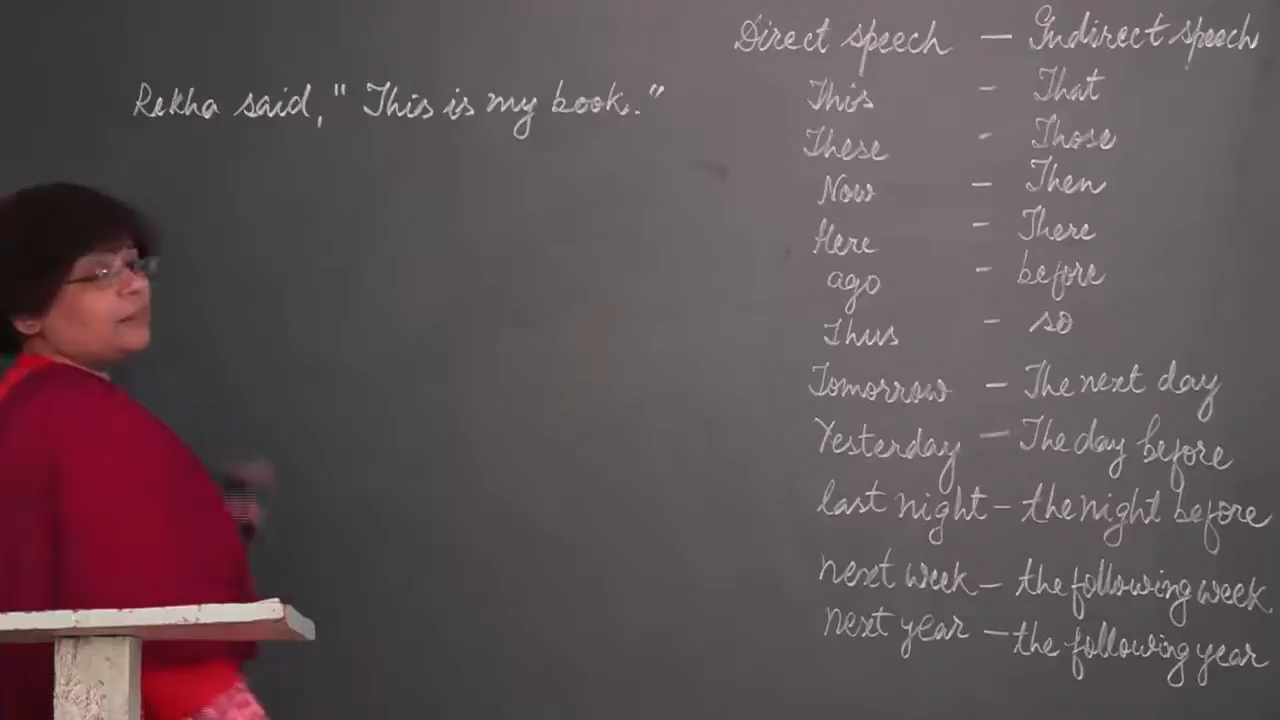 Rekha said, " This is my book. "
Direct speech — Indirect speech
This - That
These - Those
Now - Then
Here - There
ago - before
Thus - so
Tomorrow - The next day
Yesterday - The day before
last night - the night before
next week - the following week
next year - the following year